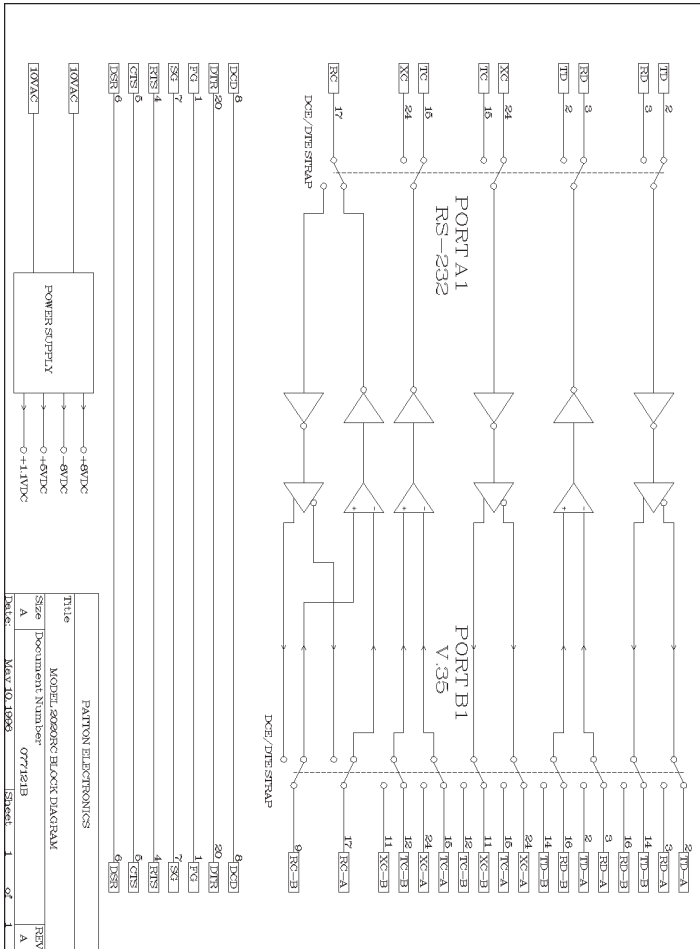 TD 2
RD 3
RD 3
TD 2
XC 24
TC 15
TC 15
XC 24
RC 17
DCE/DTE STRAP
PORT A1
RS-232
PORT B1
V.35
2 TD-A
3 RD-A
14 TD-B
16 RD-B
3 RD-A
2 TD-A
16 RD-B
14 TD-B
24 XC-A
15 TC-A
11 XC-B
12 TC-B
15 TC-A
24 XC-A
12 TC-B
11 XC-B
17 RC-A
9 RC-B
DCE/DTE STRAP
DCD 8 8 DCD
DTR 20 20 DTR
FG 1 1 FG
SG 7 7 SG
RTS 4 4 RTS
CTS 5 5 CTS
DSR 6 6 DSR
10VAC
10VAC
POWER SUPPLY
+8VDC
-8VDC
+5VDC
+1.1VDC
PATTON ELECTRONICS
Title
MODEL 2020RC BLOCK DIAGRAM
Size Document Number REV
A 077121B A
Date: May 10, 1996 Sheet 1 of 1